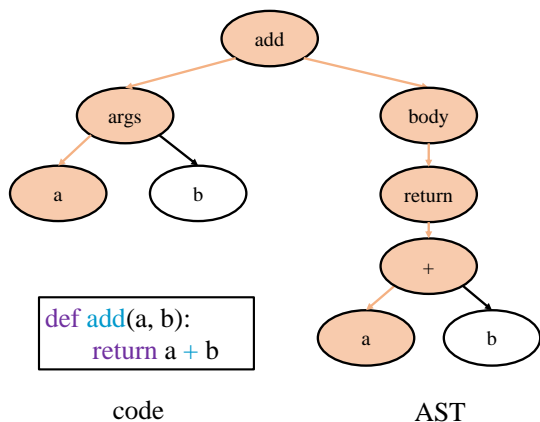 add
args
body
a
b
return
+
def add(a, b):
return a + b
a
b
code
AST